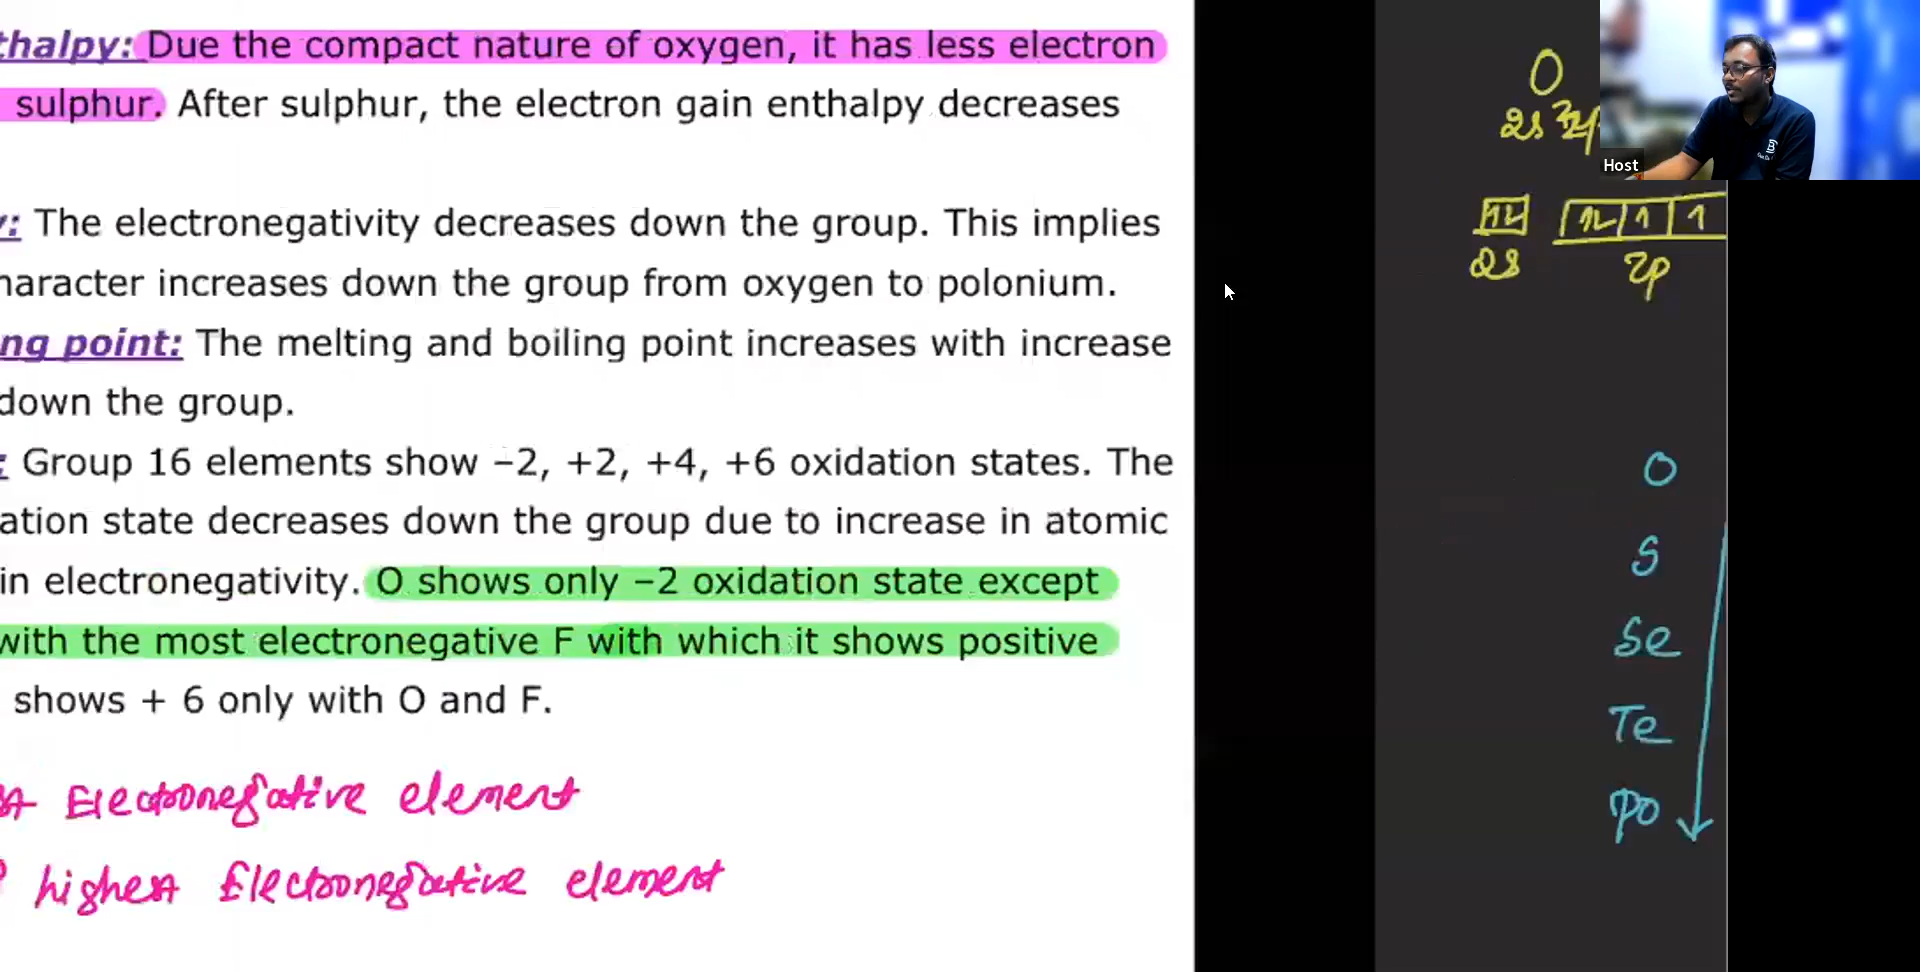 thalpy: Due the compact nature of oxygen, it has less electron
sulphur. After sulphur, the electron gain enthalpy decreases
y: The electronegativity decreases down the group. This implies
haracter increases down the group from oxygen to polonium.
ng point: The melting and boiling point increases with increase
down the group.
: Group 16 elements show –2, +2, +4, +6 oxidation states. The
ation state decreases down the group due to increase in atomic
in electronegativity. O shows only –2 oxidation state except
with the most electronegative F with which it shows positive
shows + 6 only with O and F.
Electronegative element
highest Electronegative element
O
2s²
1 1
2s 2p
O
S
Se
Te
Po
Host